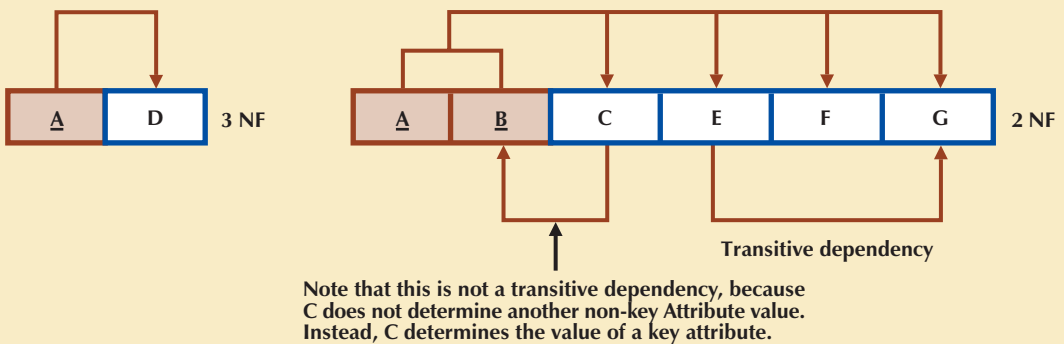 A D 3 NF
A B C E F G 2 NF
Transitive dependency
Note that this is not a transitive dependency, because
C does not determine another non-key Attribute value.
Instead, C determines the value of a key attribute.